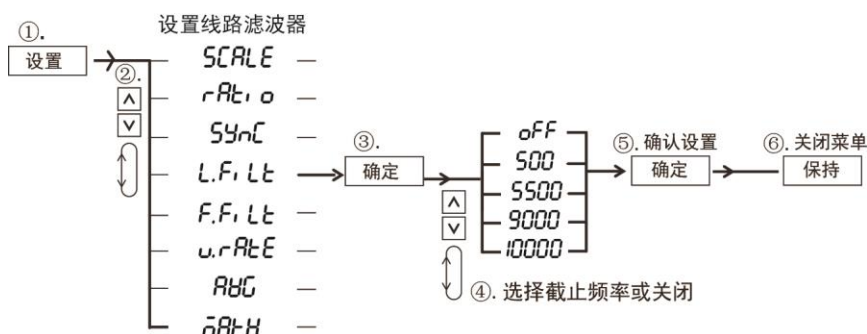 设置线路滤波器
①.
设置
②.
SCALE
rAtio
SYnC
L.FiLt
F.FiLt
u.rAtE
AVG
mAtH
③.
确定
oFF
500
5500
9000
10000
④. 选择截止频率或关闭
⑤. 确认设置
确定
⑥. 关闭菜单
保持